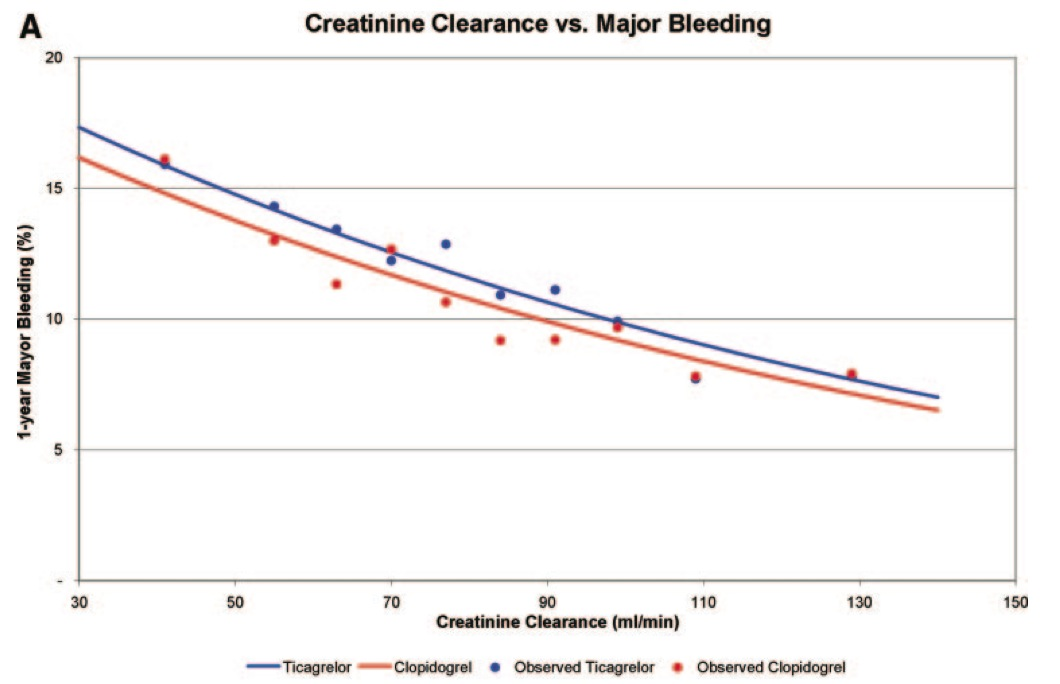 A
Creatinine Clearance vs. Major Bleeding
20
15
10
5
-
1-year Mayor Bleeding (%)
30 50 70 90 110 130 150
Creatinine Clearance (ml/min)
Ticagrelor Clopidogrel Observed Ticagrelor Observed Clopidogrel